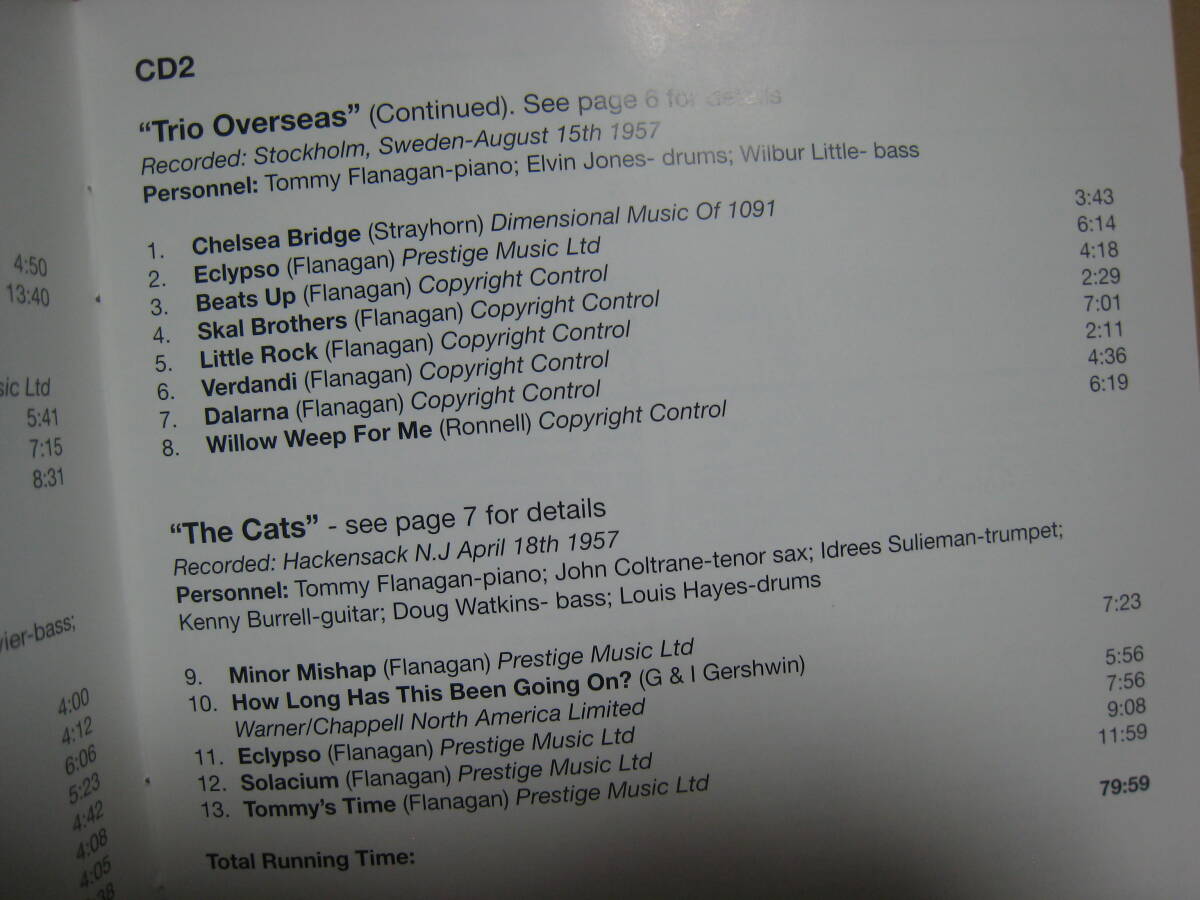 4:50
13:40
sic Ltd
5:41
7:15
8:31
vier-bass;
4:00
4:12
6:06
5:23
4:42
4:08
4:05
CD2
“Trio Overseas” (Continued). See page 6 for details
Recorded: Stockholm, Sweden-August 15th 1957
Personnel: Tommy Flanagan-piano; Elvin Jones- drums; Wilbur Little- bass
1. Chelsea Bridge (Strayhorn) Dimensional Music Of 1091 3:43
2. Eclypso (Flanagan) Prestige Music Ltd 6:14
3. Beats Up (Flanagan) Copyright Control 4:18
4. Skal Brothers (Flanagan) Copyright Control 2:29
5. Little Rock (Flanagan) Copyright Control 7:01
6. Verdandi (Flanagan) Copyright Control 2:11
7. Dalarna (Flanagan) Copyright Control 4:36
8. Willow Weep For Me (Ronnell) Copyright Control 6:19
“The Cats” - see page 7 for details
Recorded: Hackensack N.J April 18th 1957
Personnel: Tommy Flanagan-piano; John Coltrane-tenor sax; Idrees Sulieman-trumpet;
Kenny Burrell-guitar; Doug Watkins- bass; Louis Hayes-drums
9. Minor Mishap (Flanagan) Prestige Music Ltd 7:23
10. How Long Has This Been Going On? (G & I Gershwin)
Warner/Chappell North America Limited 5:56
11. Eclypso (Flanagan) Prestige Music Ltd 7:56
12. Solacium (Flanagan) Prestige Music Ltd 9:08
13. Tommy’s Time (Flanagan) Prestige Music Ltd 11:59
Total Running Time: 79:59